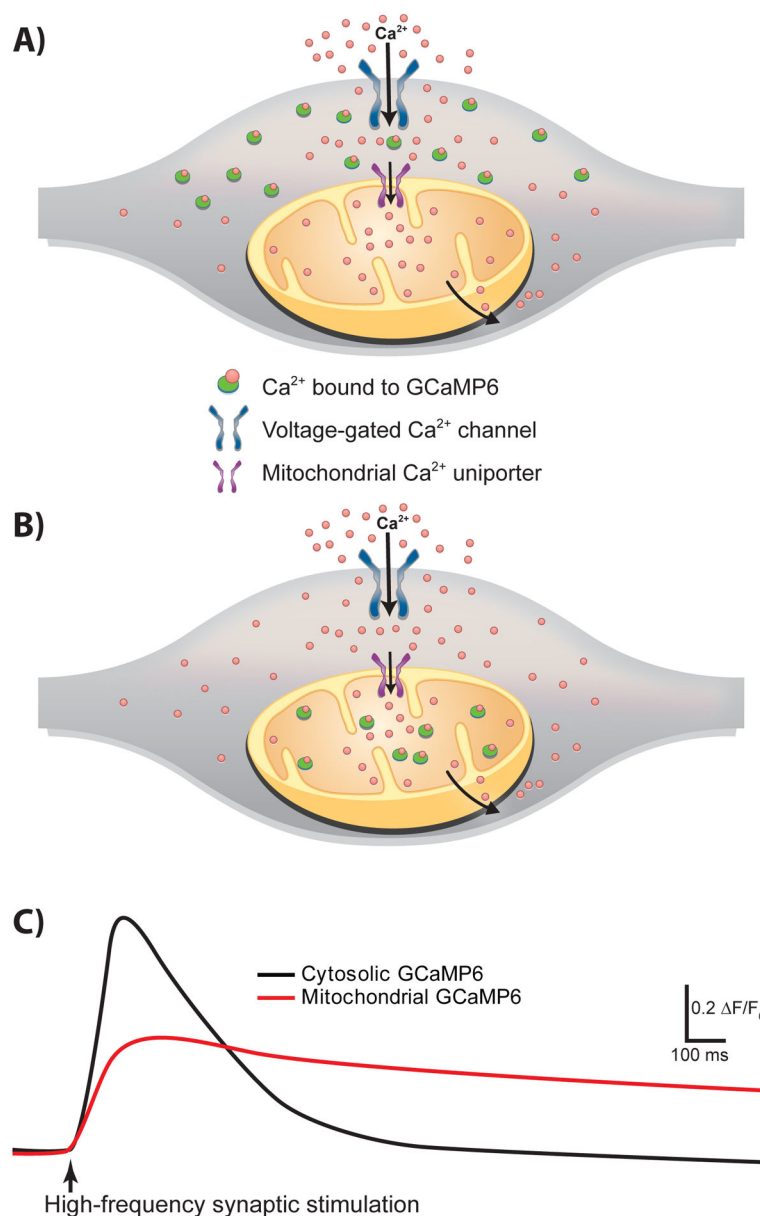 A)
Ca²⁺
Ca²⁺ bound to GCaMP6
Voltage-gated Ca²⁺ channel
Mitochondrial Ca²⁺ uniporter
B)
Ca²⁺
C)
Cytosolic GCaMP6
Mitochondrial GCaMP6
0.2 ΔF/F₀
100 ms
High-frequency synaptic stimulation